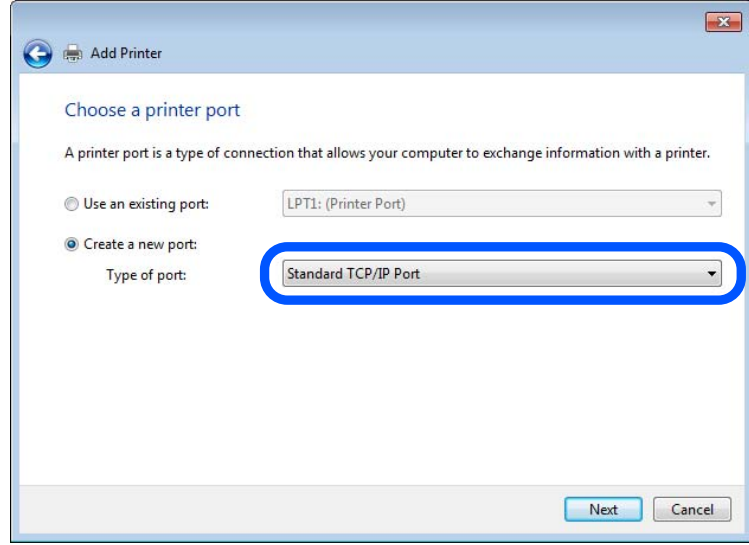 Add Printer
Choose a printer port
A printer port is a type of connection that allows your computer to exchange information with a printer.
Use an existing port: LPT1: (Printer Port)
Create a new port:
Type of port: Standard TCP/IP Port
Next Cancel